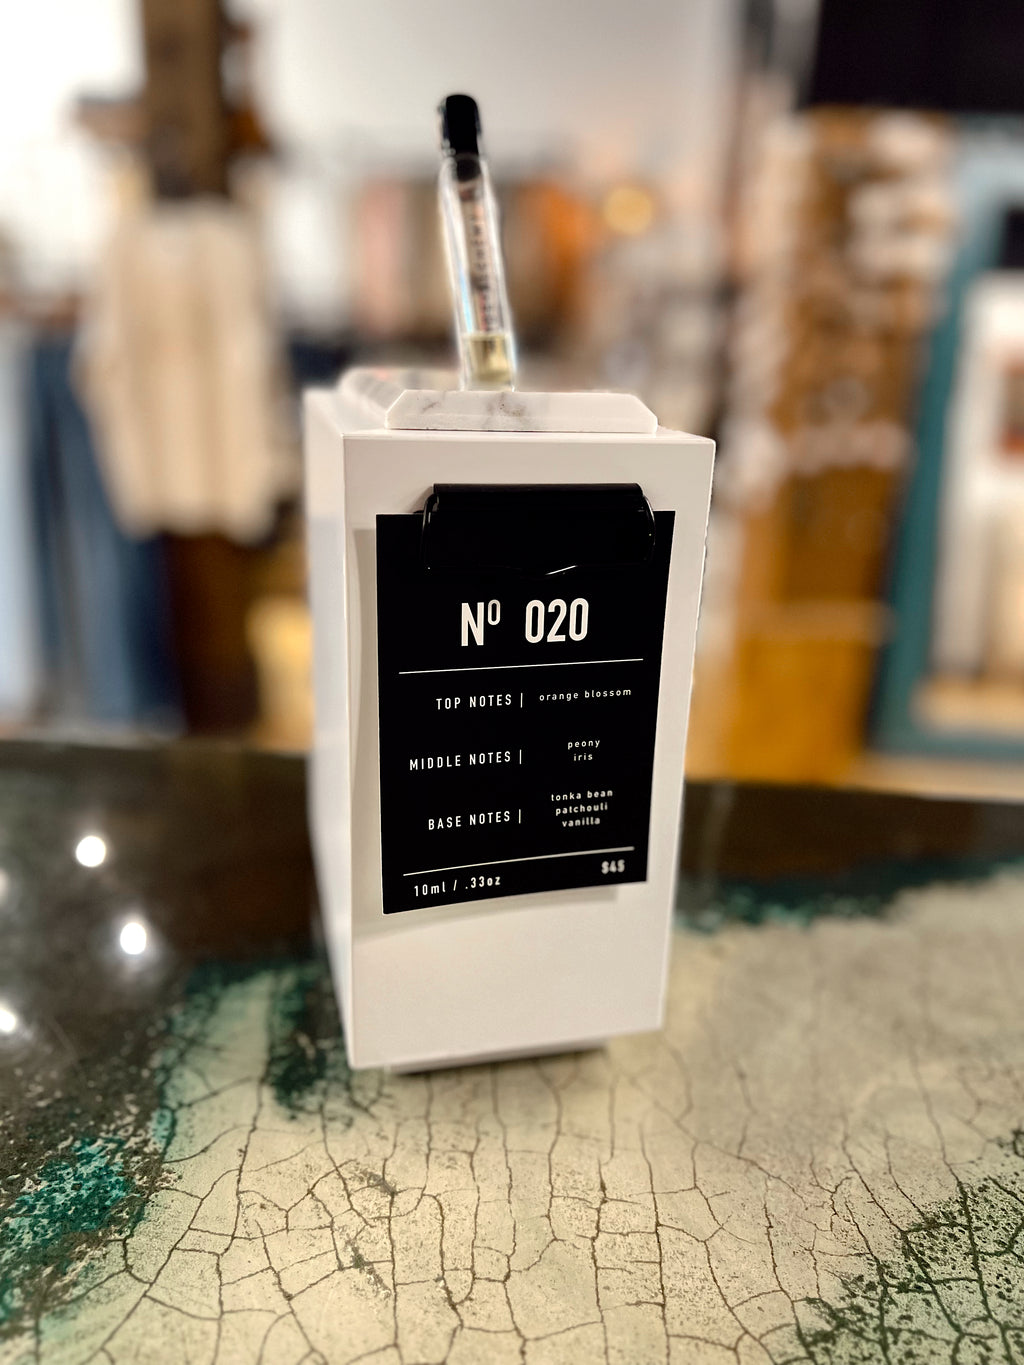 Nº 020
TOP NOTES | orange blossom
MIDDLE NOTES | peony
iris
BASE NOTES | tonka bean
patchouli
vanilla
$45
10ml / .33oz